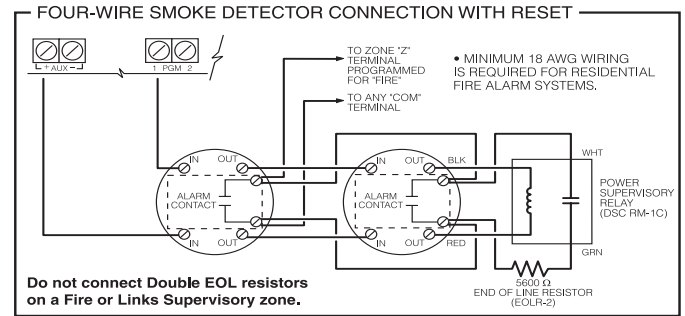 FOUR-WIRE SMOKE DETECTOR CONNECTION WITH RESET
+ AUX -
1 PGM 2
TO ZONE "Z"
TERMINAL
PROGRAMMED
FOR "FIRE"
TO ANY "COM"
TERMINAL
• MINIMUM 18 AWG WIRING
IS REQUIRED FOR RESIDENTIAL
FIRE ALARM SYSTEMS.
IN
OUT
ALARM
CONTACT
IN
OUT
IN
OUT
BLK
ALARM
CONTACT
IN
OUT
RED
WHT
POWER
SUPERVISORY
RELAY
(DSC RM-1C)
GRN
5600 Ω
END OF LINE RESISTOR
(EOLR-2)
Do not connect Double EOL resistors
on a Fire or Links Supervisory zone.